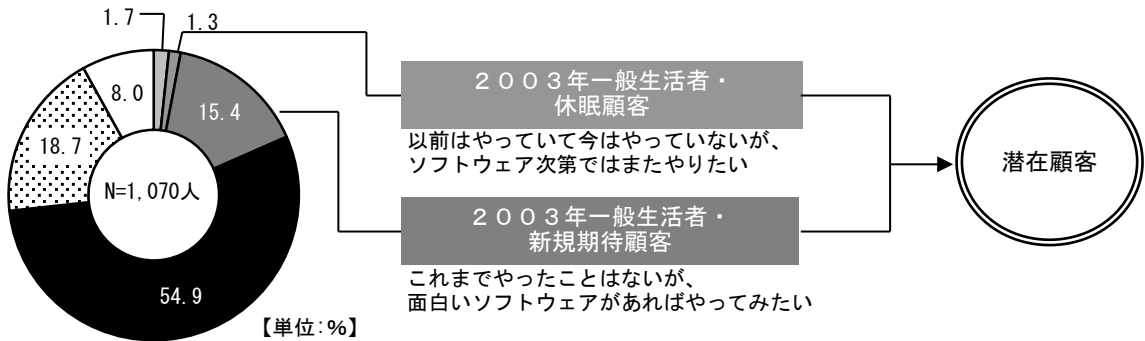 1.7
1.3
8.0
15.4
18.7
N=1,070人
54.9
【単位:%】
２００３年一般生活者・
休眠顧客
以前はやっていて今はやっていないが、
ソフトウェア次第ではまたやりたい
２００３年一般生活者・
新規期待顧客
これまでやったことはないが、
面白いソフトウェアがあればやってみたい
潜在顧客